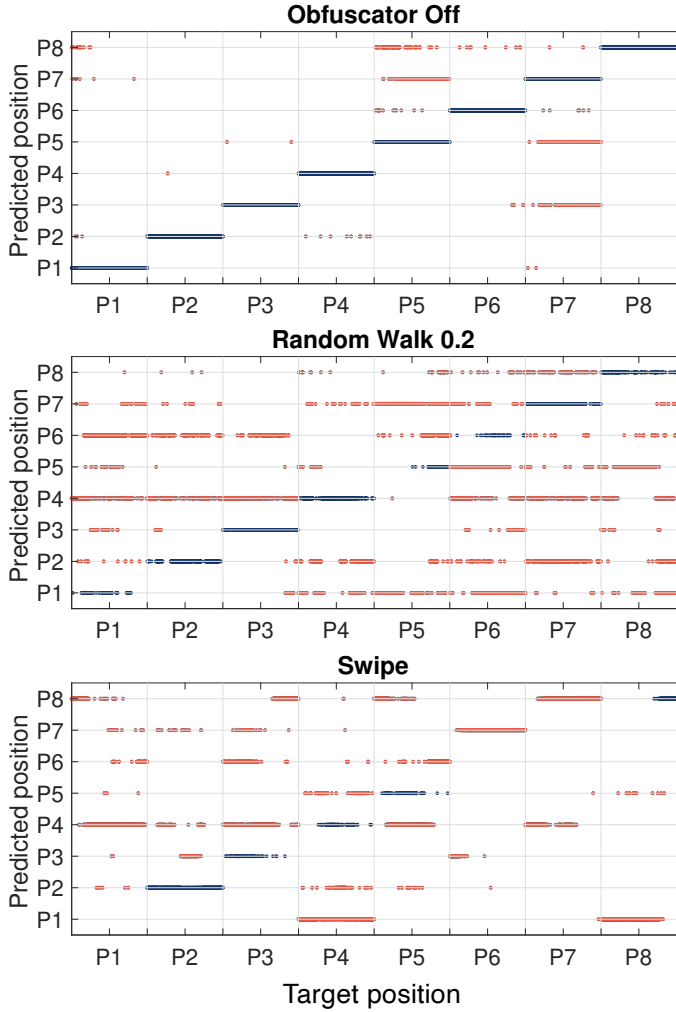 Obfuscator Off
Predicted position
P8
P7
P6
P5
P4
P3
P2
P1
P1 P2 P3 P4 P5 P6 P7 P8
Random Walk 0.2
Predicted position
P8
P7
P6
P5
P4
P3
P2
P1
P1 P2 P3 P4 P5 P6 P7 P8
Swipe
Predicted position
P8
P7
P6
P5
P4
P3
P2
P1
P1 P2 P3 P4 P5 P6 P7 P8
Target position